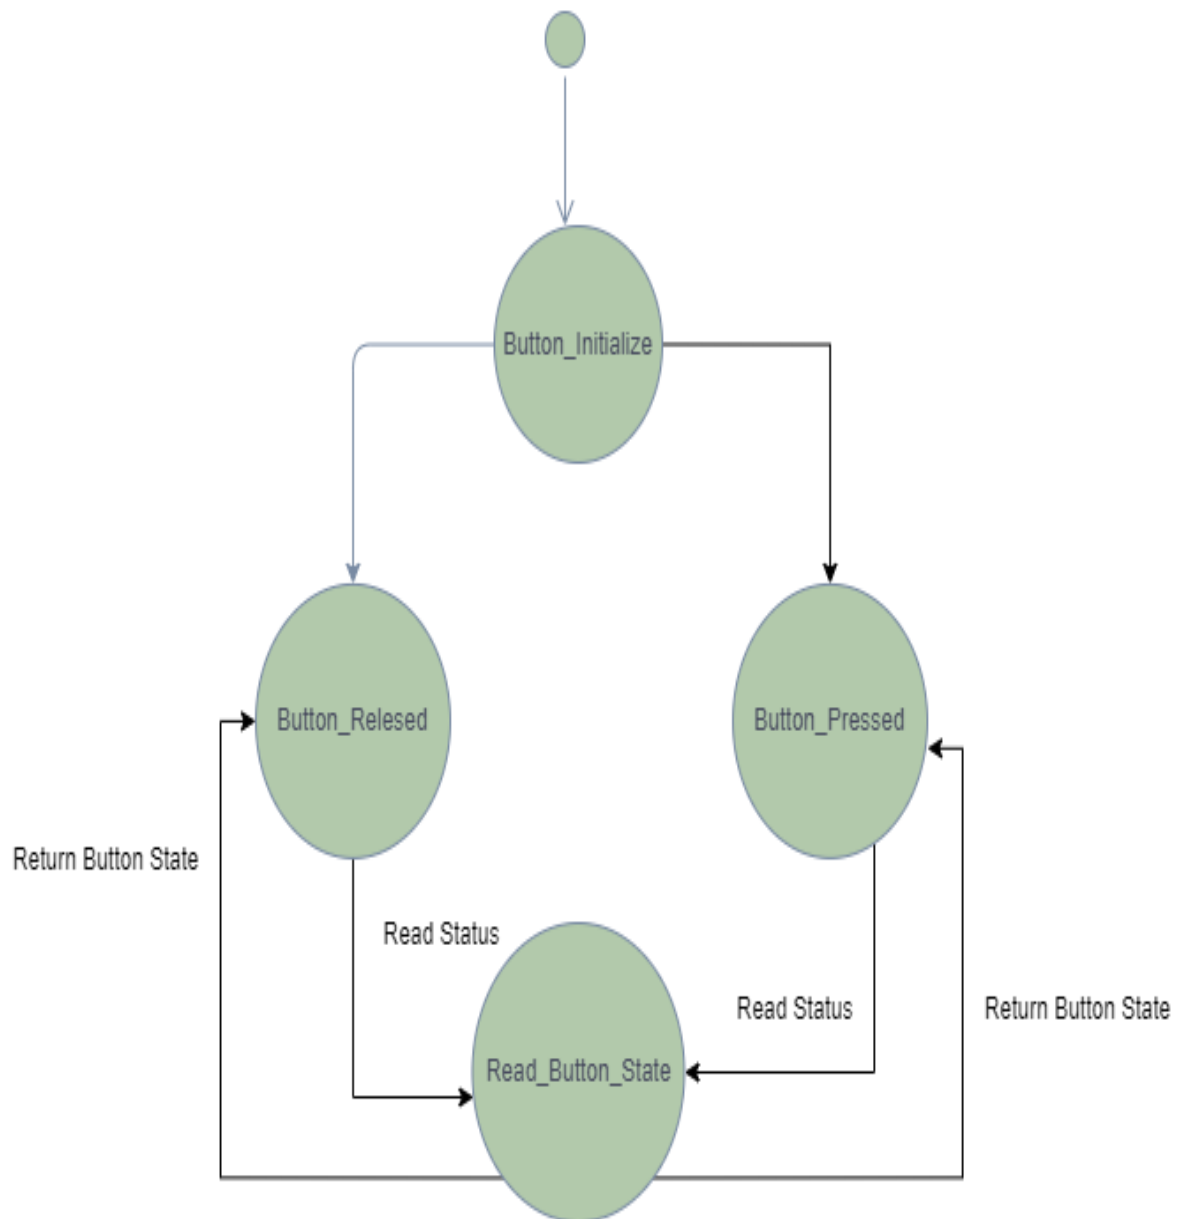 Button_Initialize
Button_Relesed
Button_Pressed
Return Button State
Read Status
Read Status
Return Button State
Read_Button_State